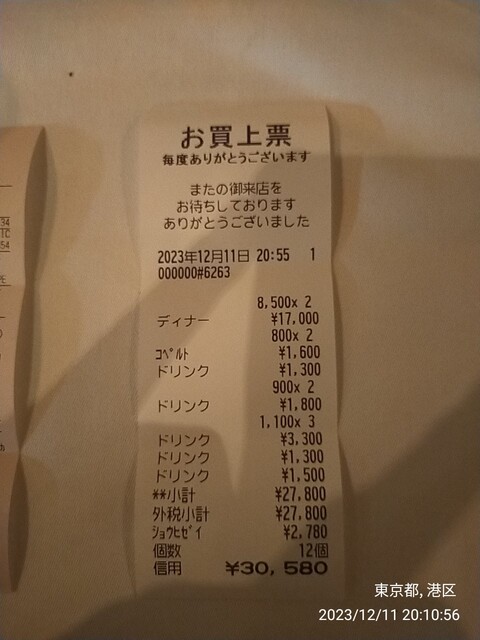 お買上票
毎度ありがとうございます
またの御来店を
お待ちしております
ありがとうございました
2023年12月11日 20:55 1
000000#6263
8,500x 2
ディナー ¥17,000
800x 2
コペルト ¥1,600
ドリンク ¥1,300
900x 2
ドリンク ¥1,800
1,100x 3
ドリンク ¥3,300
ドリンク ¥1,300
ドリンク ¥1,500
**小計 ¥27,800
外税小計 ¥27,800
ショウヒゼイ ¥2,780
個数 12個
信用 ¥30,580
34
TC
54
東京都, 港区
2023/12/11 20:10:56